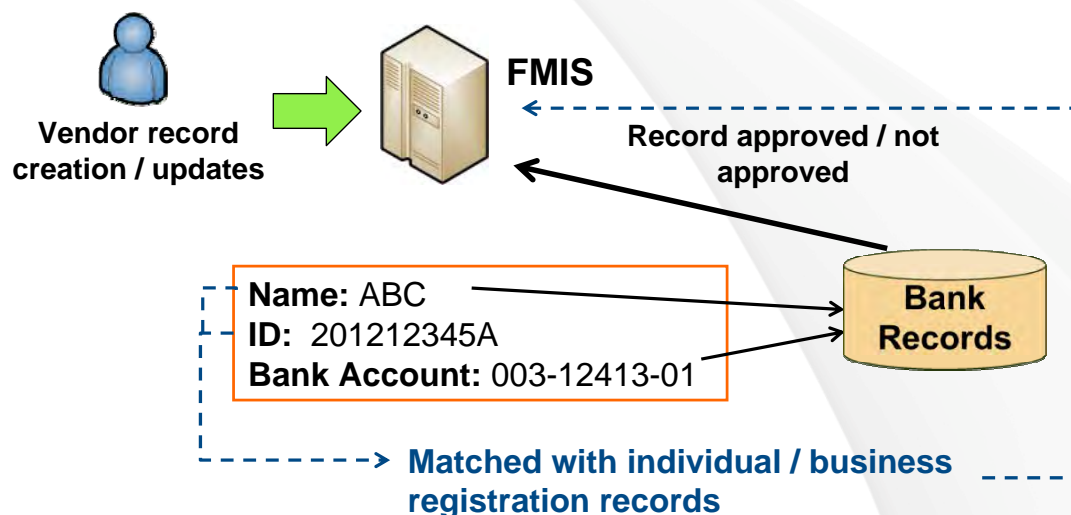 FMIS
Vendor record
creation / updates
Record approved / not
approved
Name: ABC
ID: 201212345A
Bank Account: 003-12413-01
Bank
Records
Matched with individual / business
registration records